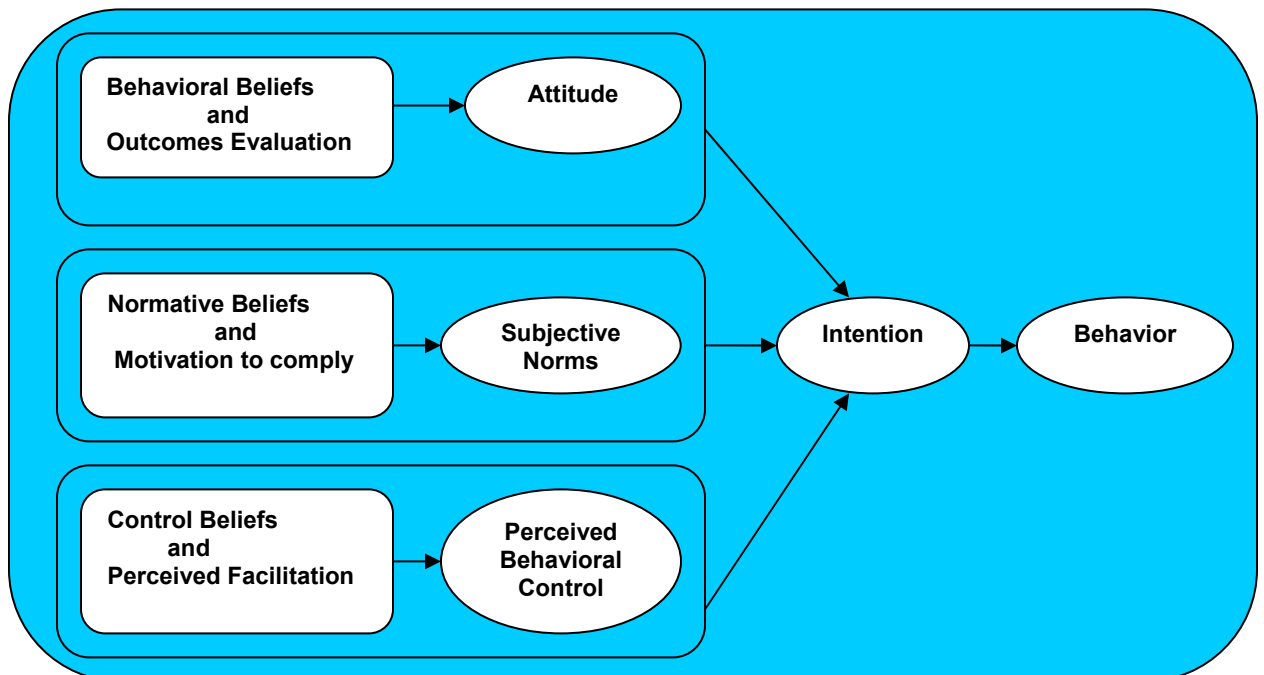 Behavioral Beliefs
and
Outcomes Evaluation
Attitude
Normative Beliefs
and
Motivation to comply
Subjective
Norms
Control Beliefs
and
Perceived Facilitation
Perceived
Behavioral
Control
Intention
Behavior